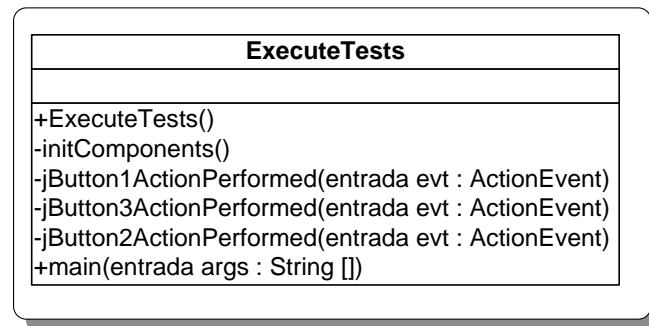 ExecuteTests
+ExecuteTests()
-initComponents()
-jButton1ActionPerformed(entrada evt : ActionEvent)
-jButton3ActionPerformed(entrada evt : ActionEvent)
-jButton2ActionPerformed(entrada evt : ActionEvent)
+main(entrada args : String [])